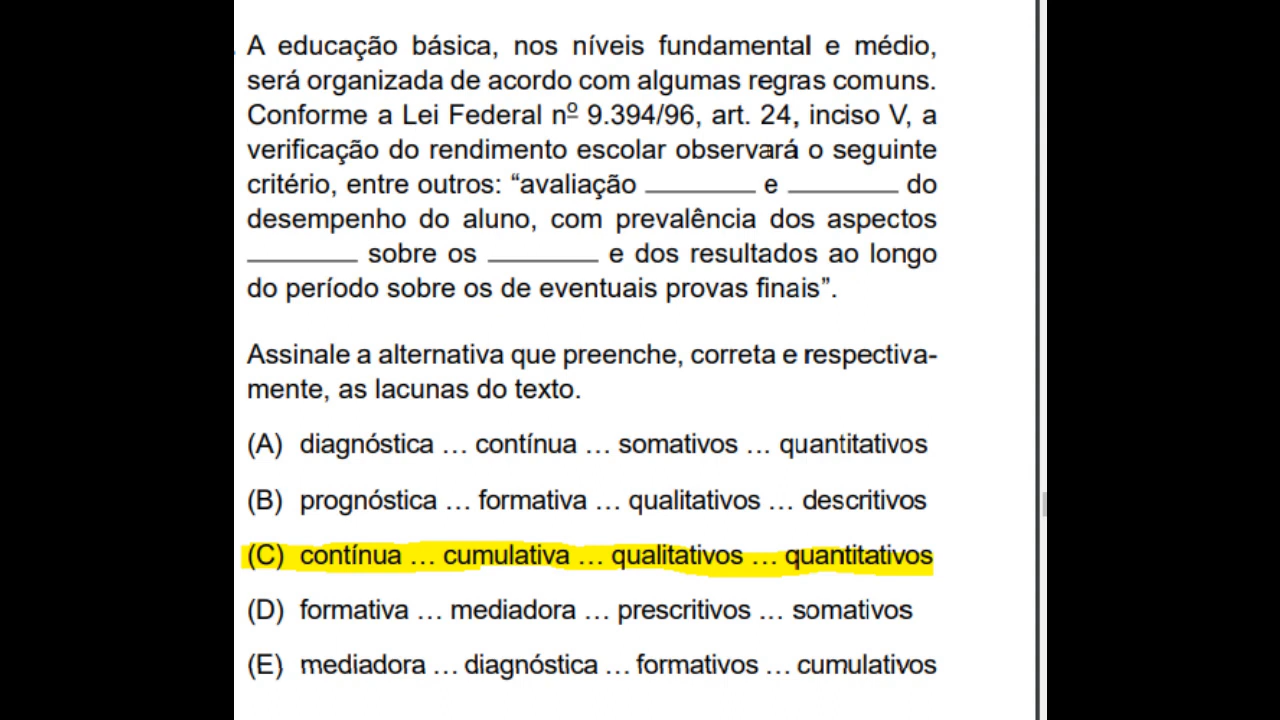 A educação básica, nos níveis fundamental e médio,
será organizada de acordo com algumas regras comuns.
Conforme a Lei Federal nº 9.394/96, art. 24, inciso V, a
verificação do rendimento escolar observará o seguinte
critério, entre outros: “avaliação ________ e ________ do
desempenho do aluno, com prevalência dos aspectos
________ sobre os ________ e dos resultados ao longo
do período sobre os de eventuais provas finais”.
Assinale a alternativa que preenche, correta e respectiva-
mente, as lacunas do texto.
(A) diagnóstica … contínua … somativos … quantitativos
(B) prognóstica … formativa … qualitativos … descritivos
(C) contínua … cumulativa … qualitativos … quantitativos
(D) formativa … mediadora … prescritivos … somativos
(E) mediadora … diagnóstica … formativos … cumulativos